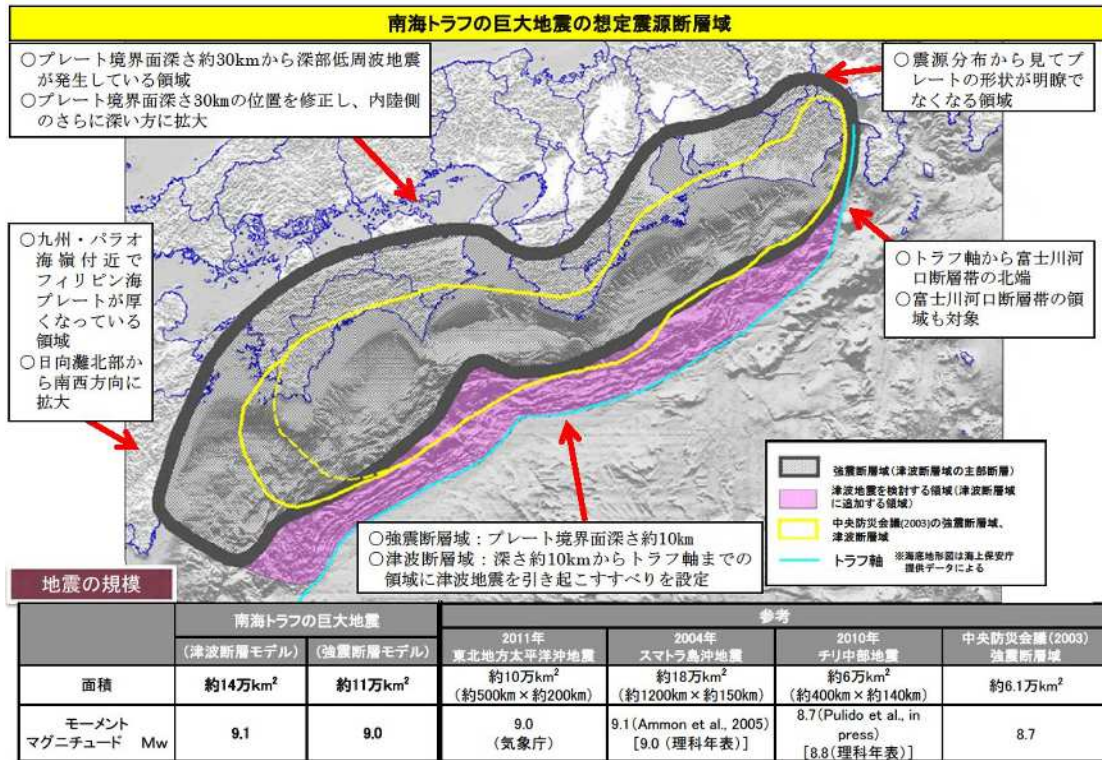 南海トラフの巨大地震の想定震源断層域
○プレート境界面深さ約30kmから深部低周波地震
が発生している領域
○プレート境界面深さ30kmの位置を修正し、内陸側
のさらに深い方に拡大
○震源分布から見てプ
レートの形状が明瞭で
なくなる領域
○九州・パラオ
海嶺付近で
フィリピン海
プレートが厚
くなっている
領域
○日向灘北部か
ら南西方向に
拡大
○トラフ軸から富士川河
口断層帯の北端
○富士川河口断層帯の領
域も対象
○強震断層域：プレート境界面深さ約10km
○津波断層域：深さ約10kmからトラフ軸までの
領域に津波地震を引き起こすすべりを設定
強震断層域(津波断層域の主部断層)
津波地震を検討する領域(津波断層域
に追加する領域)
中央防災会議(2003)の強震断層域、
津波断層域
トラフ軸 ※海底地形図は海上保安庁
提供データによる
地震の規模
南海トラフの巨大地震 参考
(津波断層モデル) (強震断層モデル) 2011年 東北地方太平洋沖地震 2004年 スマトラ島沖地震 2010年 チリ中部地震 中央防災会議(2003) 強震断層域
面積 約14万km² 約11万km² 約10万km² (約500km×約200km) 約18万km² (約1200km×約150km) 約6万km² (約400km×約140km) 約6.1万km²
モーメント マグニチュード Mw 9.1 9.0 9.0 (気象庁) 9.1(Ammon et al., 2005) [9.0 (理科年表)] 8.7(Pulido et al., in press) [8.8(理科年表)] 8.7